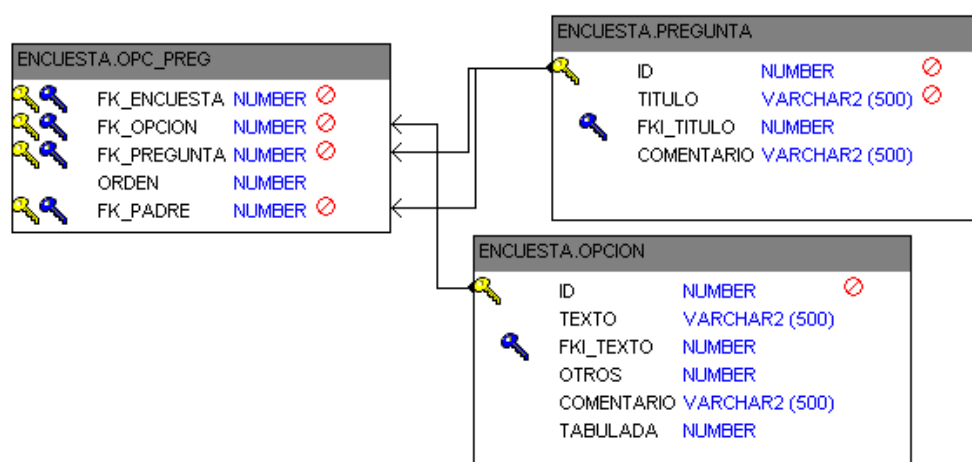 ENCUESTA.OPC_PREG
FK_ENCUESTA NUMBER
FK_OPCION NUMBER
FK_PREGUNTA NUMBER
ORDEN NUMBER
FK_PADRE NUMBER
ENCUESTA.PREGUNTA
ID NUMBER
TITULO VARCHAR2 (500)
FKI_TITULO NUMBER
COMENTARIO VARCHAR2 (500)
ENCUESTA.OPCION
ID NUMBER
TEXTO VARCHAR2 (500)
FKI_TEXTO NUMBER
OTROS NUMBER
COMENTARIO VARCHAR2 (500)
TABULADA NUMBER